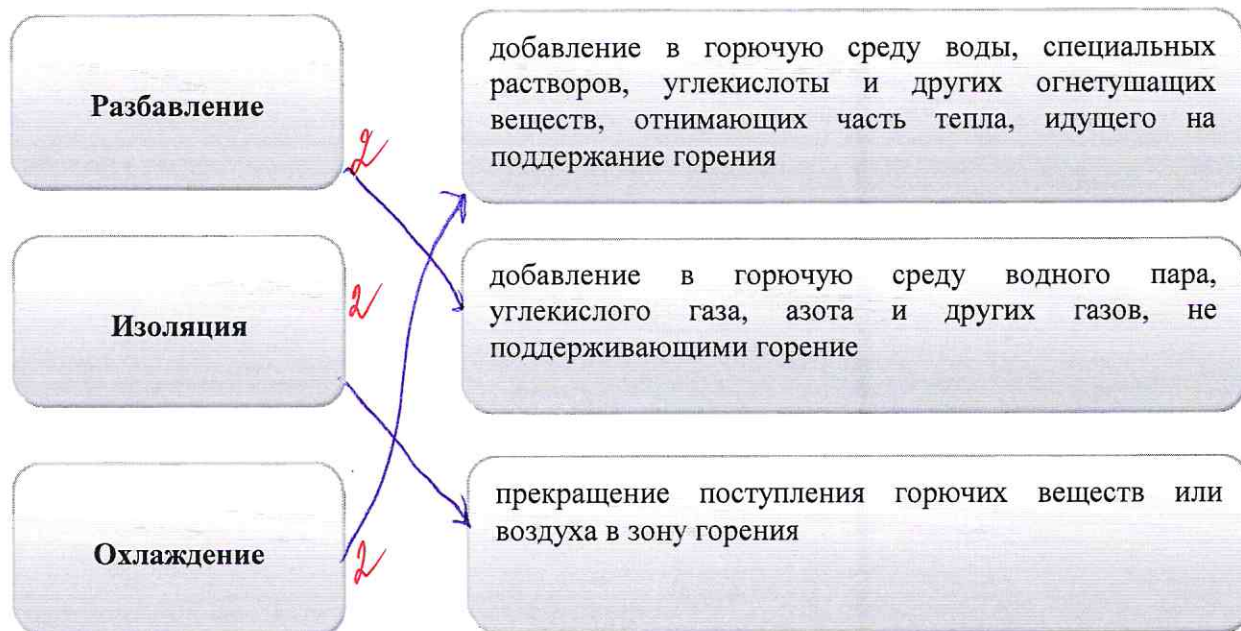 Разбавление
добавление в горючую среду воды, специальных
растворов, углекислоты и других огнетушащих
веществ, отнимающих часть тепла, идущего на
поддержание горения
2
Изоляция
2
добавление в горючую среду водного пара,
углекислого газа, азота и других газов, не
поддерживающими горение
Охлаждение
2
прекращение поступления горючих веществ или
воздуха в зону горения